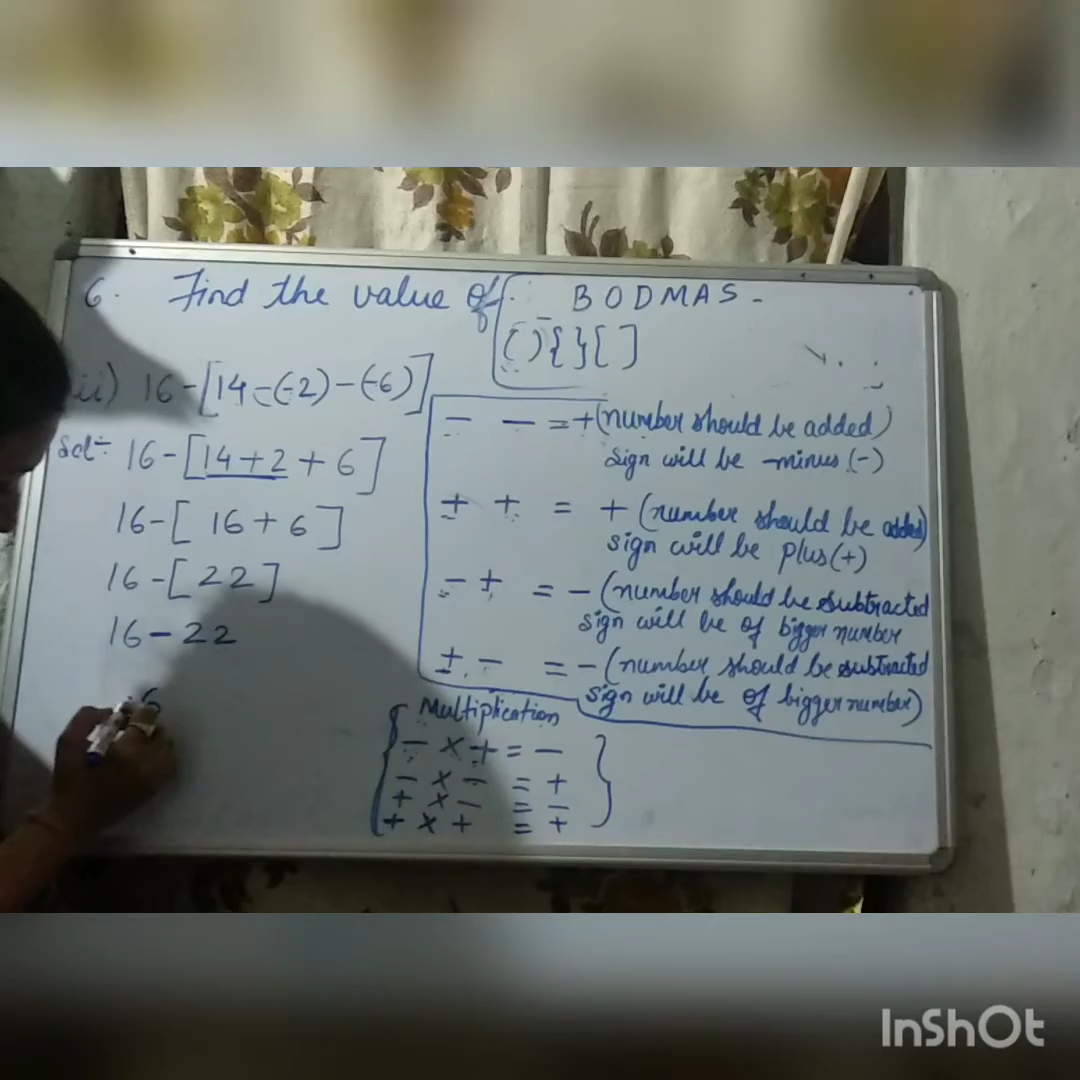 6. Find the value of
BODMAS -
( ) { } [ ]
ii) 16-[14-(-2)-(-6)]
Sol:- 16-[14+2+6]
16-[16+6]
16-[22]
16-22
6
- - = + (number should be added)
sign will be -minus (-)
+ + = + (number should be added)
sign will be plus (+)
- + = - (number should be subtracted
sign will be of bigger number
+ - = - (number should be subtracted
sign will be of bigger number)
Multiplication
- × + = -
- × - = +
+ × - = -
+ × + = +
InShOt